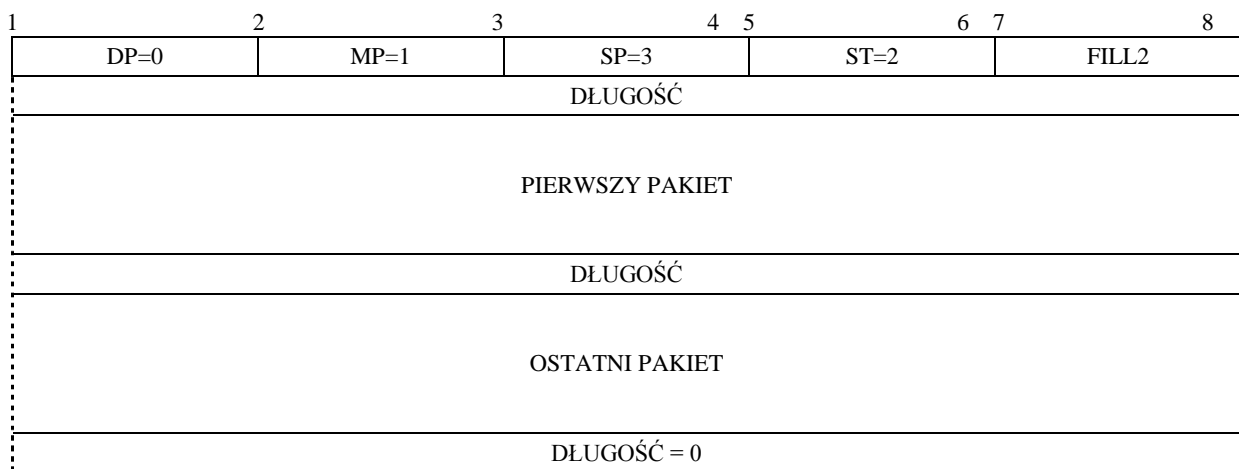 1 2 3 4 5 6 7 8
DP=0 MP=1 SP=3 ST=2 FILL2
DŁUGOŚĆ
PIERWSZY PAKIET
DŁUGOŚĆ
OSTATNI PAKIET
DŁUGOŚĆ = 0